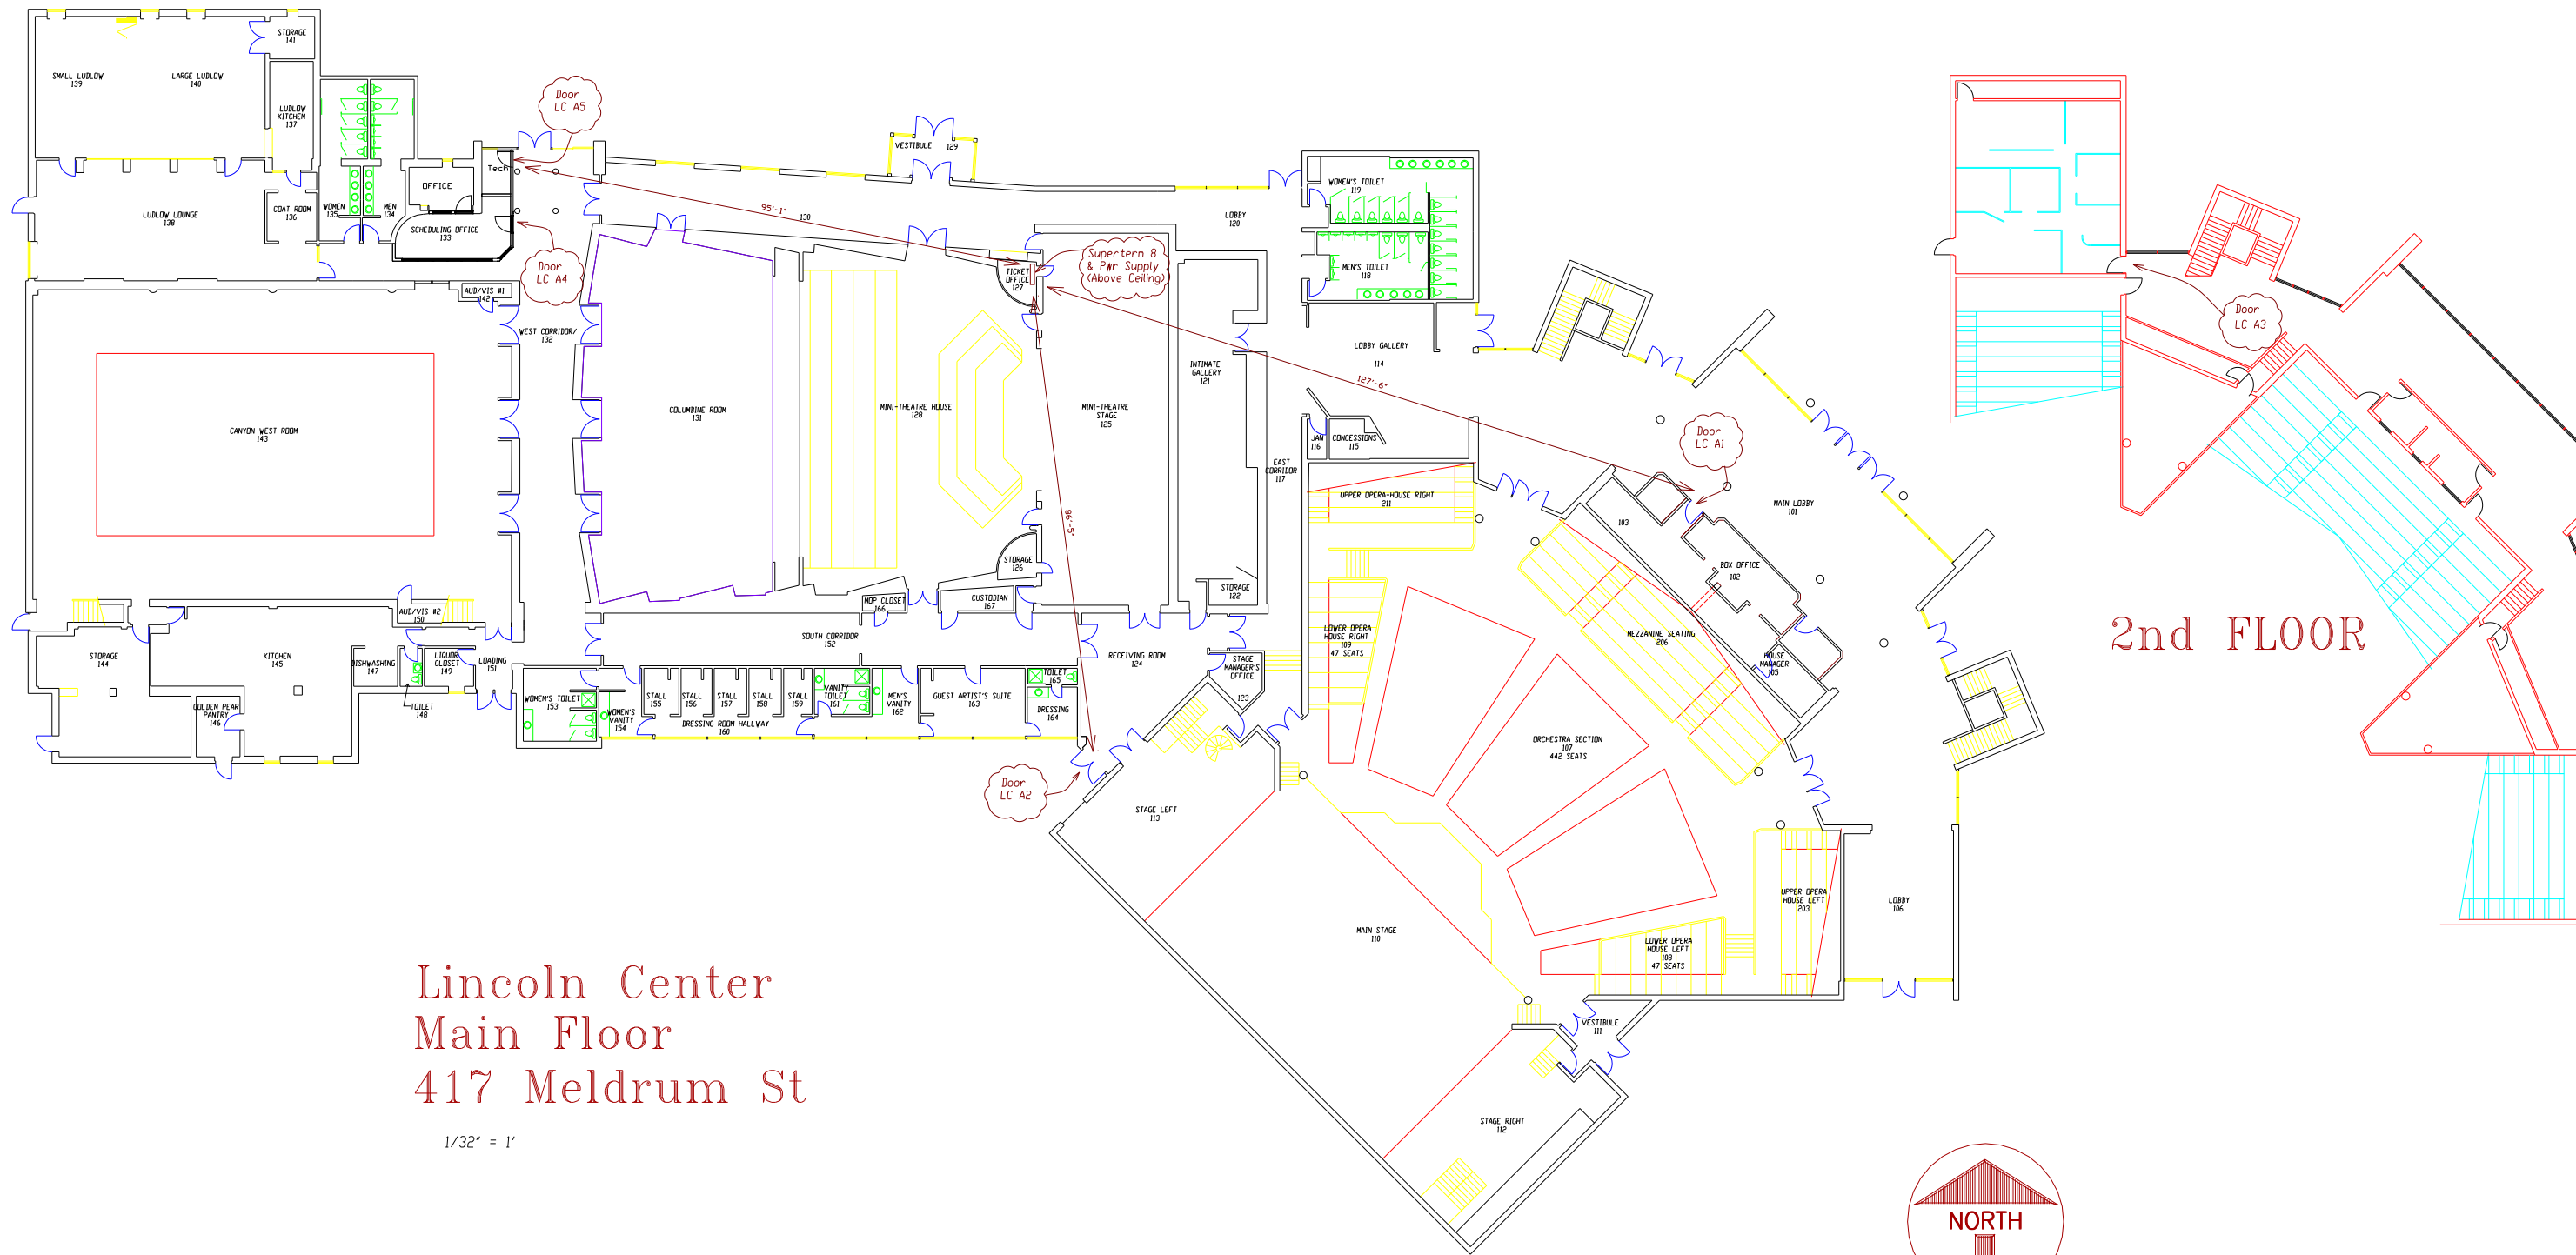 STORAGE
141
SMALL LUDLOW
139
LARGE LUDLOW
140
LUDLOW
KITCHEN
137
Door
LC A5
VESTIBULE 129
Tech
OFFICE
WOMEN'S TOILET
119
LUDLOW LOUNGE
138
COAT ROOM
136
WOMEN
135
MEN
134
SCHEDULING OFFICE
133
95'-1"
130
LOBBY
120
Door
LC A4
TICKET
OFFICE
127
Superterm 8
& Pwr Supply
(Above Ceiling)
MEN'S TOILET
118
AUD/VIS #1
142
WEST CORRIDOR/
132
LOBBY GALLERY
114
INTIMATE
GALLERY
121
127'-6"
COLUMBINE ROOM
131
MINI-THEATRE HOUSE
128
MINI-THEATRE
STAGE
125
CANYON WEST ROOM
143
JAN
116
CONCESSIONS
115
Door
LC A1
EAST
CORRIDOR
117
UPPER OPERA-HOUSE RIGHT
211
MAIN LOBBY
101
103
86'-5"
STORAGE
126
BOX OFFICE
102
STORAGE
122
MOP CLOSET
166
CUSTODIAN
167
AUD/VIS #2
150
SOUTH CORRIDOR
152
LOWER OPERA
HOUSE RIGHT
109
47 SEATS
MEZZANINE SEATING
206
STORAGE
144
KITCHEN
145
DISHWASHING
147
LIQUOR
CLOSET
149
LOADING
151
RECEIVING ROOM
124
STAGE
MANAGER'S
OFFICE
123
HOUSE
MANAGER
105
GOLDEN PEAR
PANTRY
146
TOILET
148
WOMEN'S TOILET
153
WOMEN'S
VANITY
154
STALL
155
STALL
156
STALL
157
STALL
158
STALL
159
VANITY
TOILET
161
MEN'S
VANITY
162
GUEST ARTIST'S SUITE
163
TOILET
165
DRESSING
164
DRESSING ROOM HALLWAY
160
ORCHESTRA SECTION
107
442 SEATS
Door
LC A2
STAGE LEFT
113
MAIN STAGE
110
UPPER OPERA
HOUSE LEFT
203
LOBBY
106
LOWER OPERA
HOUSE LEFT
108
47 SEATS
VESTIBULE
111
STAGE RIGHT
112
Lincoln Center
Main Floor
417 Meldrum St
1/32" = 1'
Door
LC A3
2nd FLOOR
NORTH